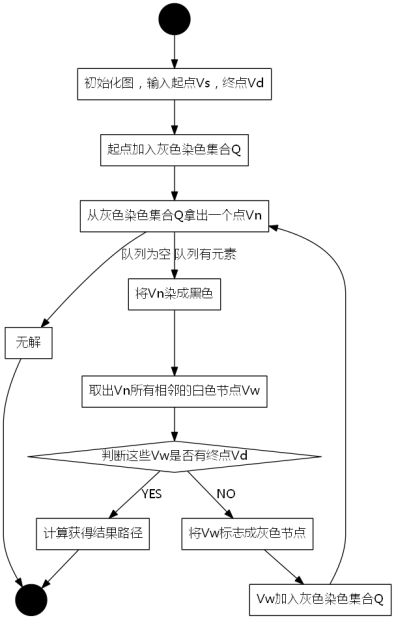 初始化图，输入起点Vs，终点Vd
起点加入灰色染色集合Q
从灰色染色集合Q拿出一个点Vn
队列为空 队列有元素
将Vn染成黑色
无解
取出Vn所有相邻的白色节点Vw
判断这些Vw是否有终点Vd
YES
NO
计算获得结果路径
将Vw标志成灰色节点
Vw加入灰色染色集合Q